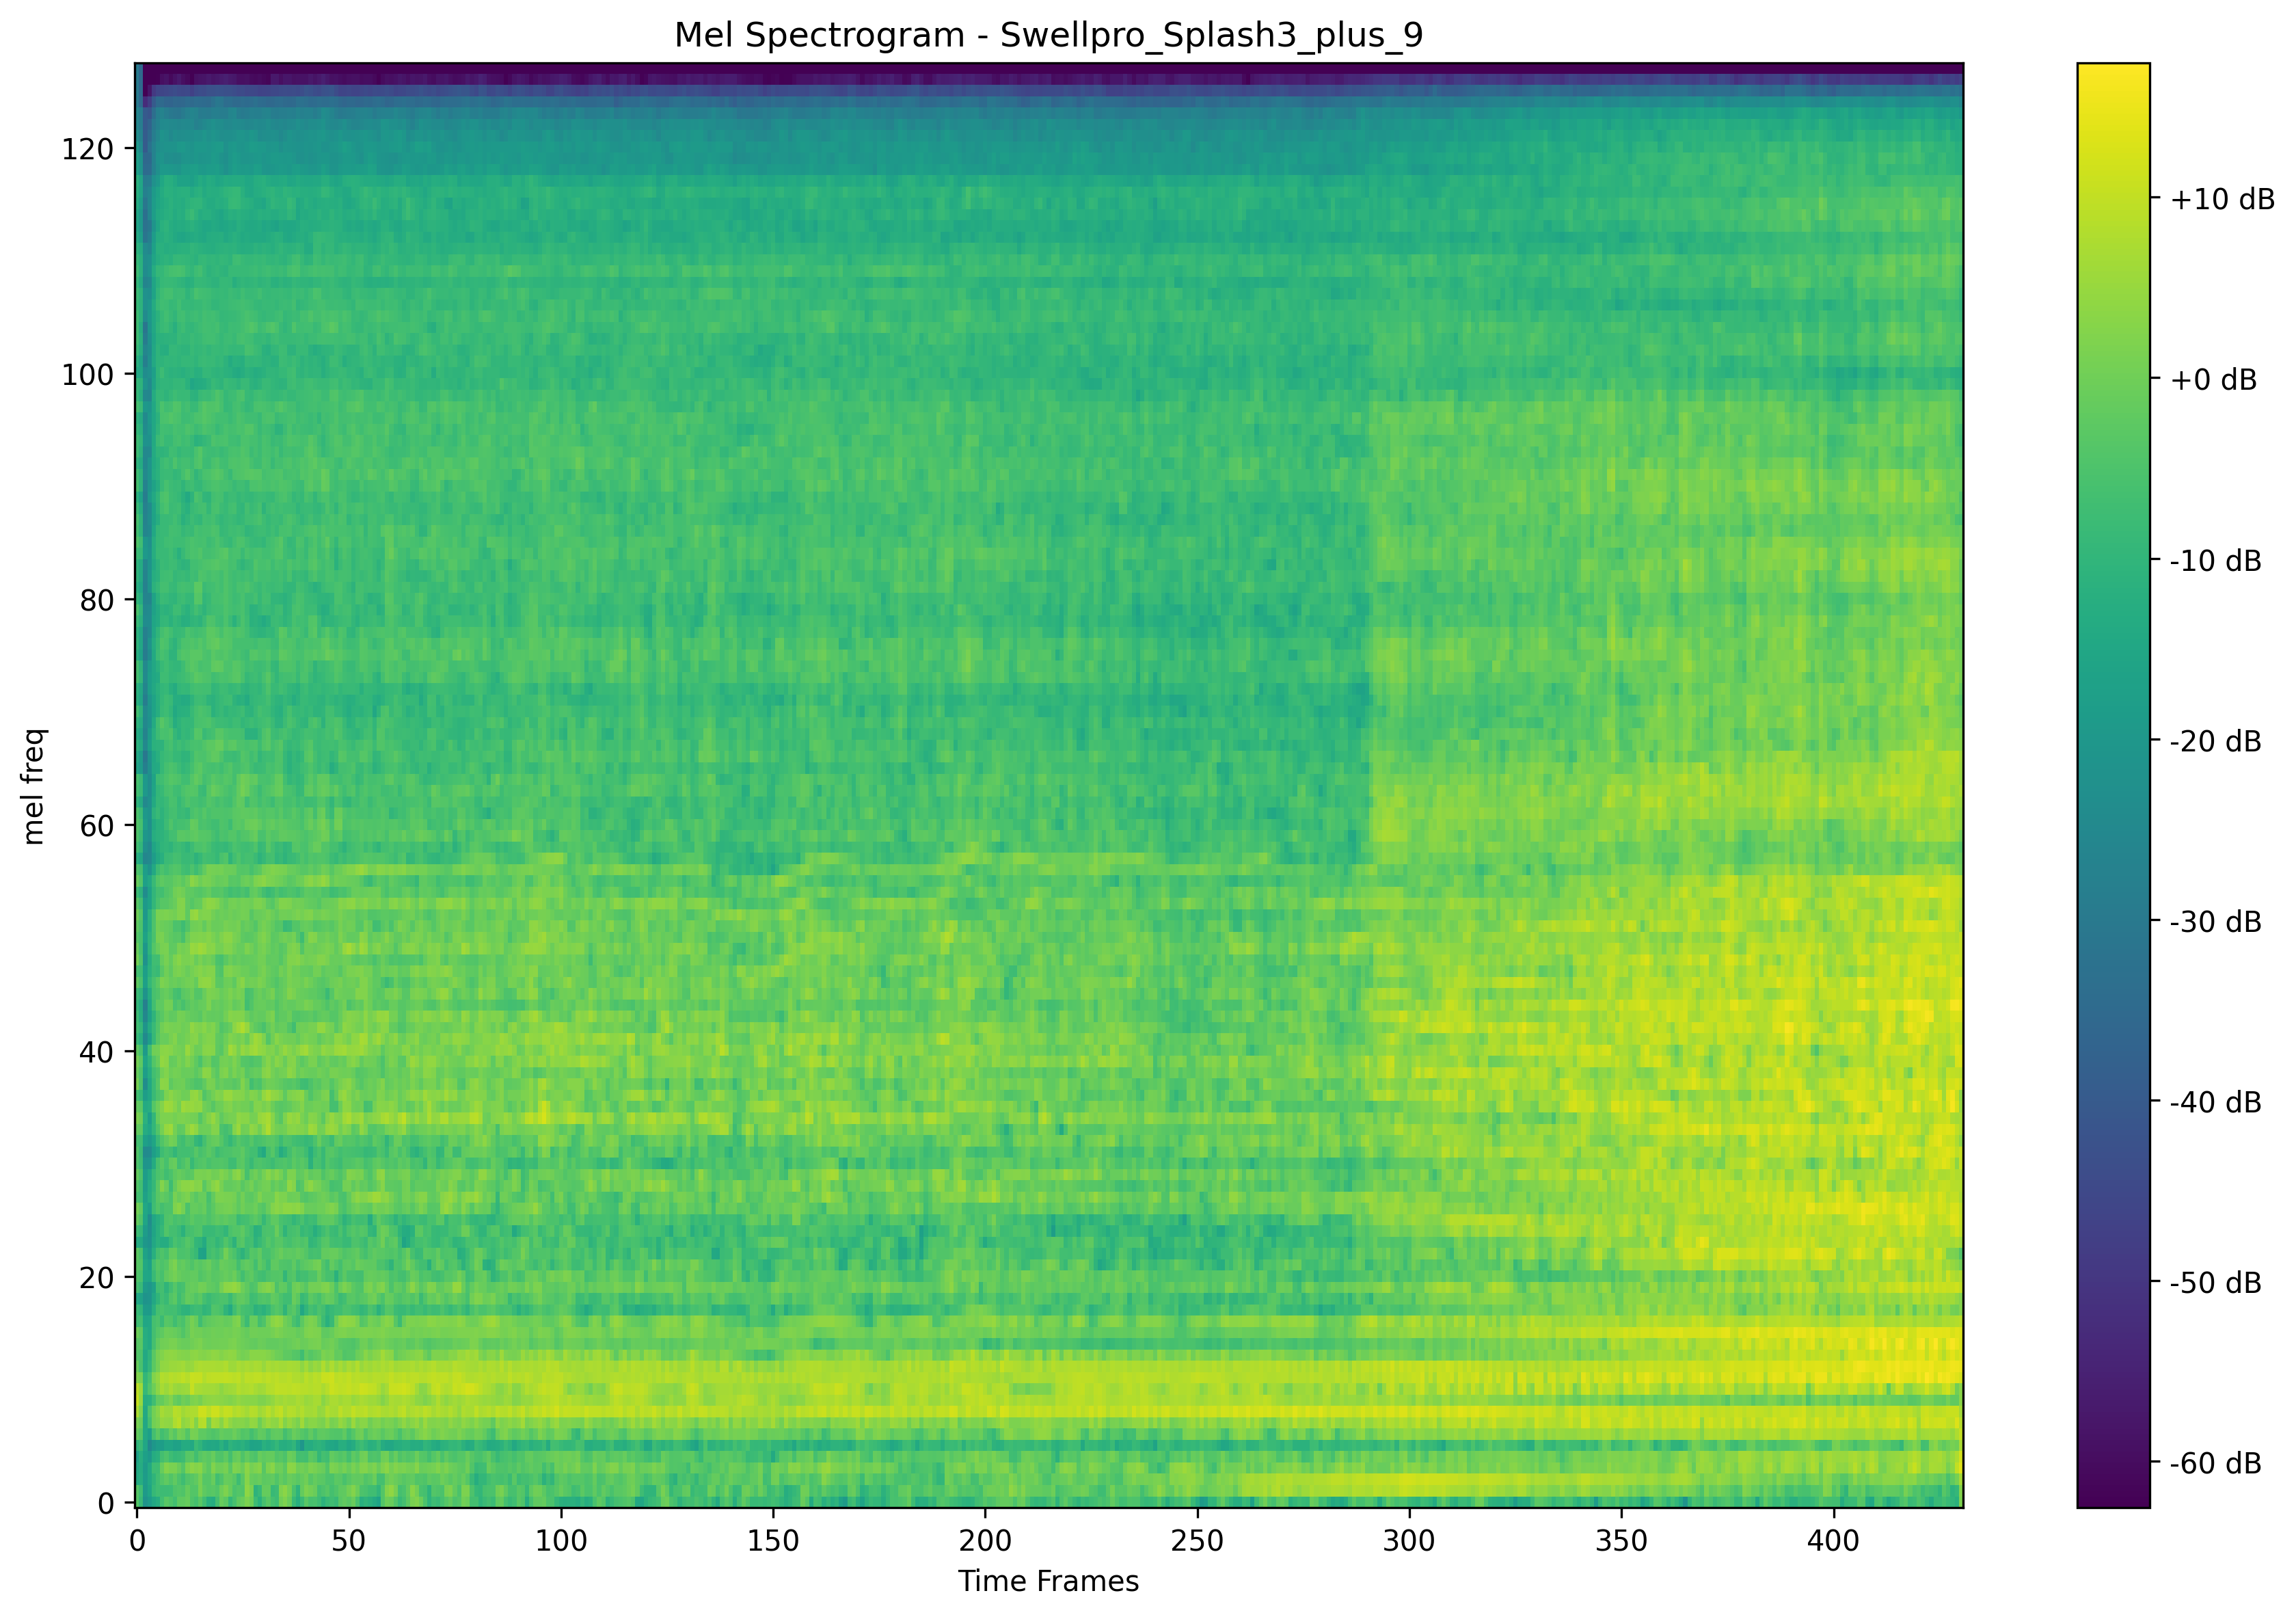 Mel Spectrogram - Swellpro_Splash3_plus_9
mel freq
120
100
80
60
40
20
0
0 50 100 150 200 250 300 350 400
Time Frames
+10 dB
+0 dB
-10 dB
-20 dB
-30 dB
-40 dB
-50 dB
-60 dB